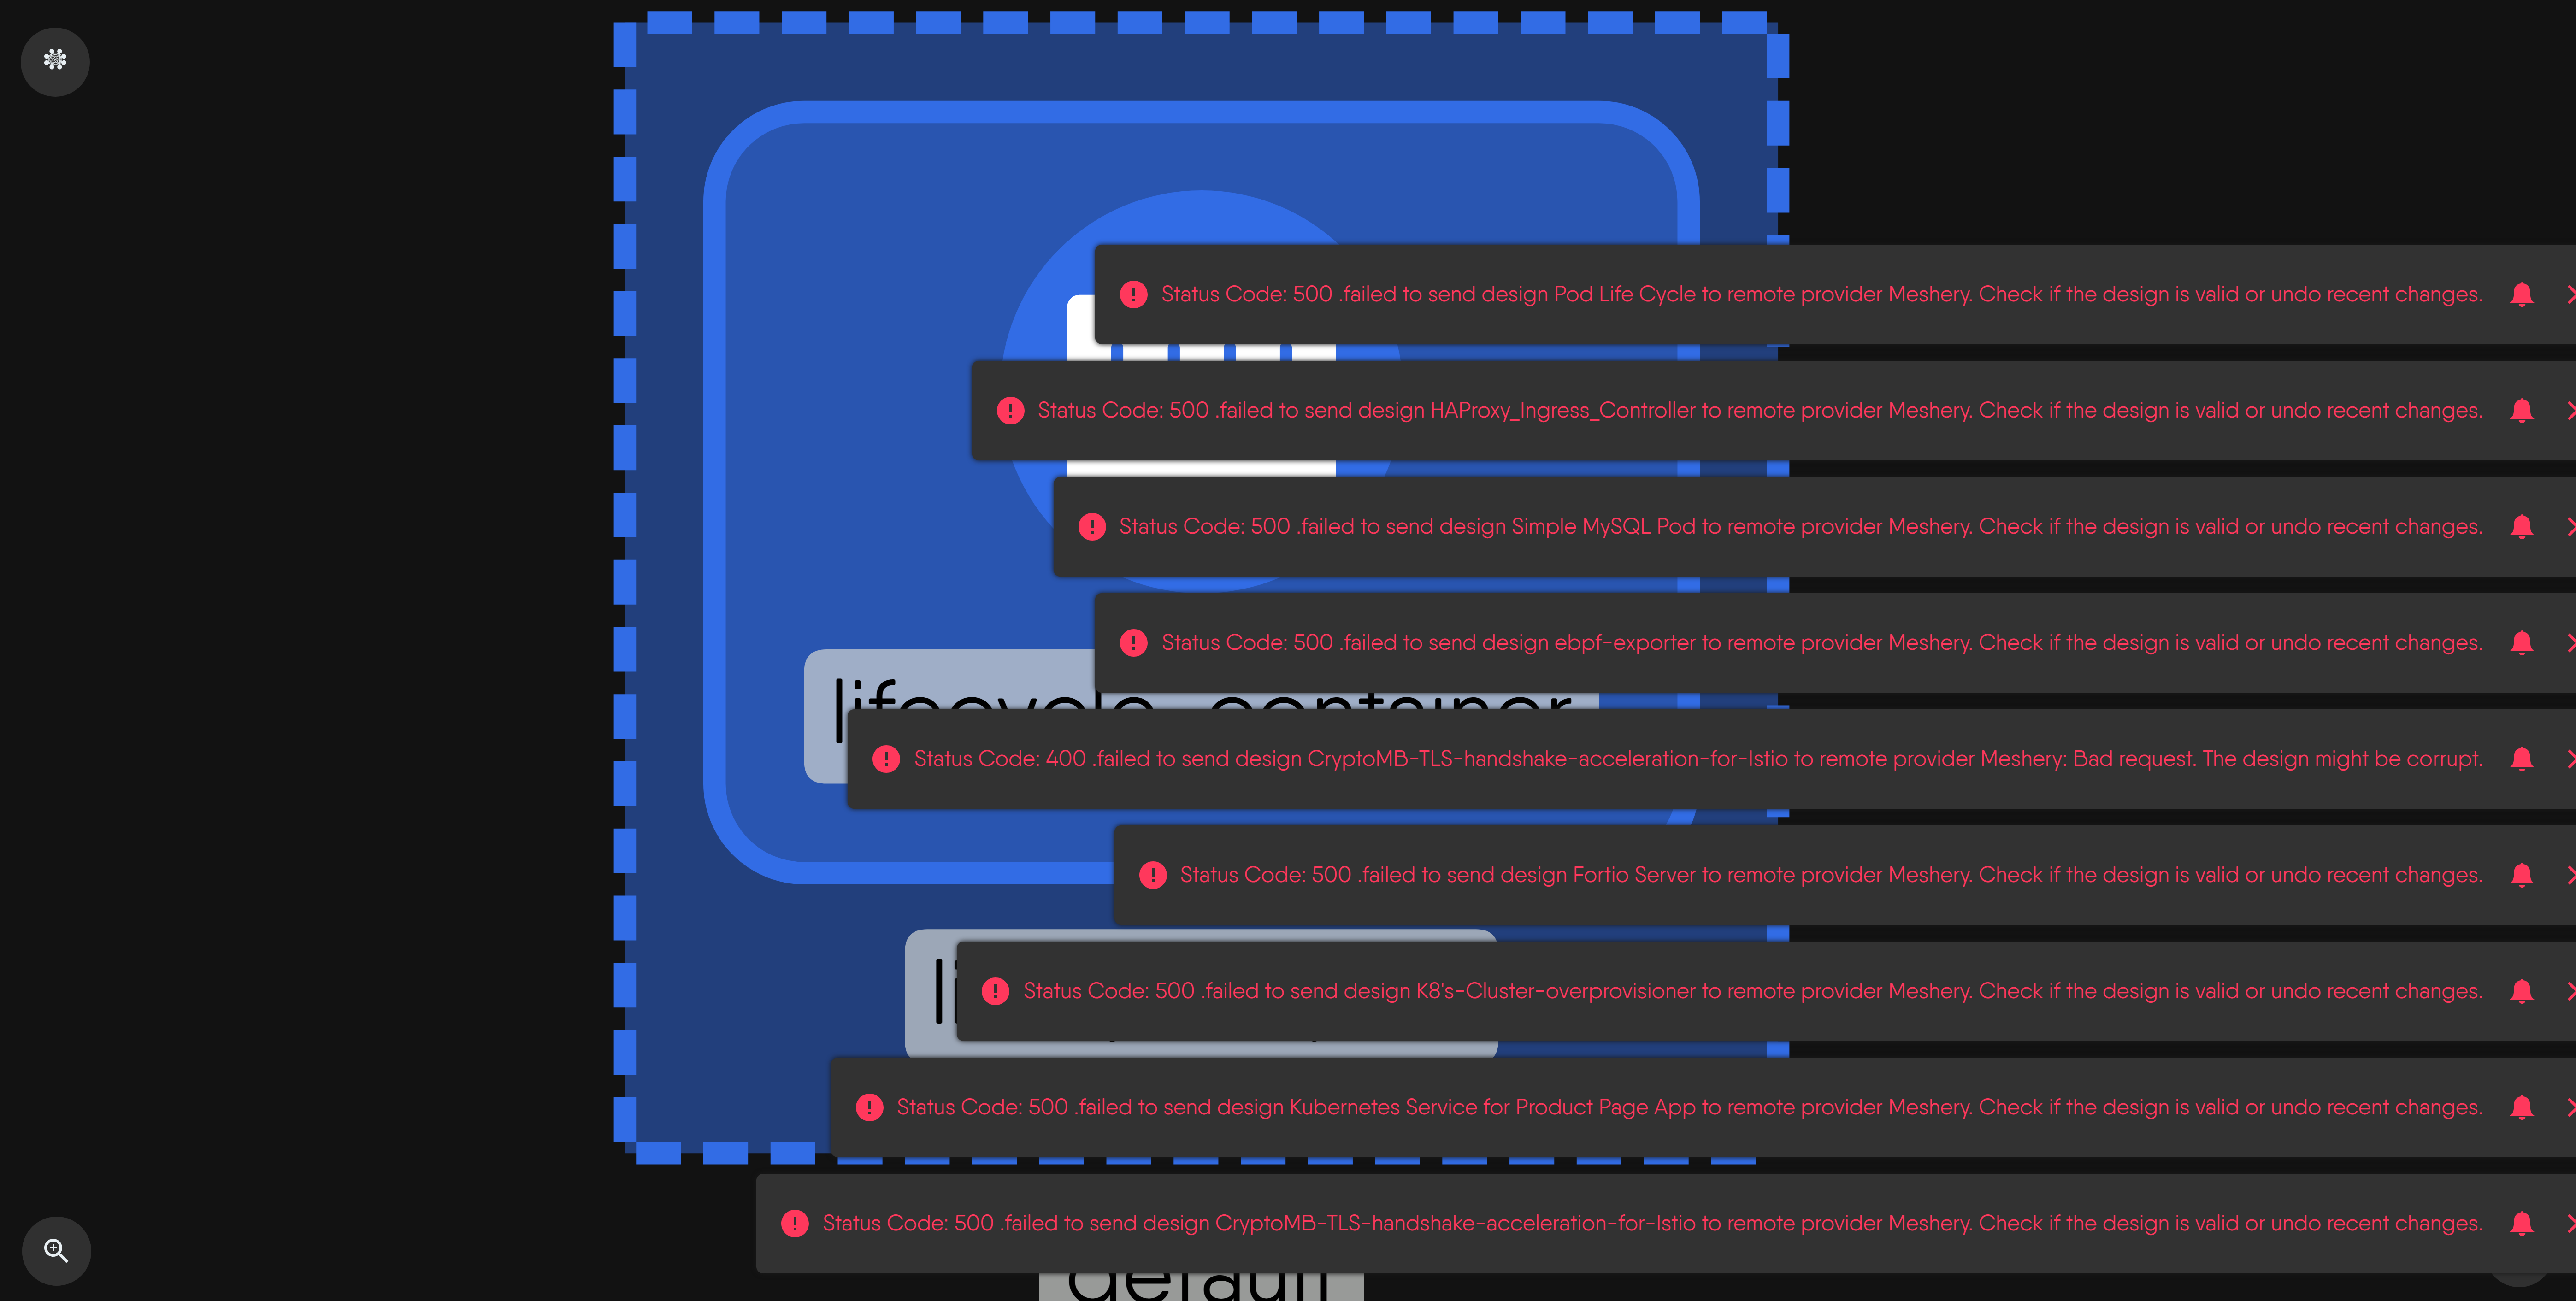 Status Code: 500 .failed to send design Pod Life Cycle to remote provider Meshery. Check if the design is valid or undo recent changes.
Status Code: 500 .failed to send design HAProxy_Ingress_Controller to remote provider Meshery. Check if the design is valid or undo recent changes.
Status Code: 500 .failed to send design Simple MySQL Pod to remote provider Meshery. Check if the design is valid or undo recent changes.
Status Code: 500 .failed to send design ebpf-exporter to remote provider Meshery. Check if the design is valid or undo recent changes.
lifecycle-container
Status Code: 400 .failed to send design CryptoMB-TLS-handshake-acceleration-for-Istio to remote provider Meshery: Bad request. The design might be corrupt.
Status Code: 500 .failed to send design Fortio Server to remote provider Meshery. Check if the design is valid or undo recent changes.
Status Code: 500 .failed to send design K8's-Cluster-overprovisioner to remote provider Meshery. Check if the design is valid or undo recent changes.
Status Code: 500 .failed to send design Kubernetes Service for Product Page App to remote provider Meshery. Check if the design is valid or undo recent changes.
Status Code: 500 .failed to send design CryptoMB-TLS-handshake-acceleration-for-Istio to remote provider Meshery. Check if the design is valid or undo recent changes.
default